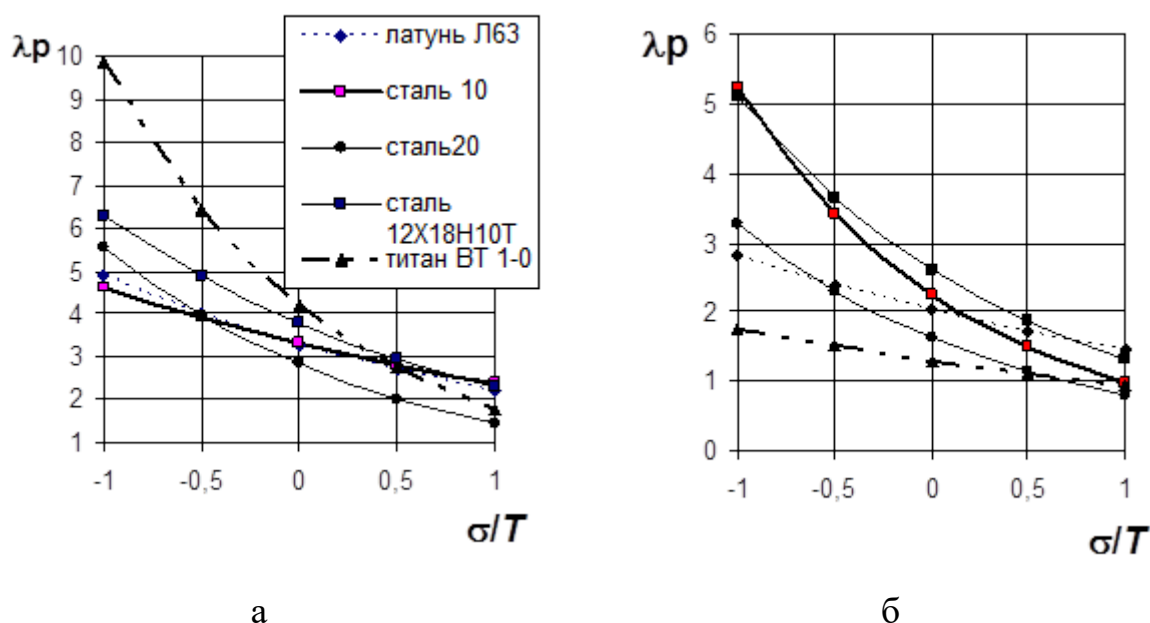 λp
10
9
8
7
6
5
4
3
2
1
-1
-0,5
0
0,5
1
σ/T
латунь Л63
сталь 10
сталь20
сталь
12Х18Н10Т
титан ВТ 1-0
а
λp
6
5
4
3
2
1
0
-1
-0,5
0
0,5
1
σ/T
б